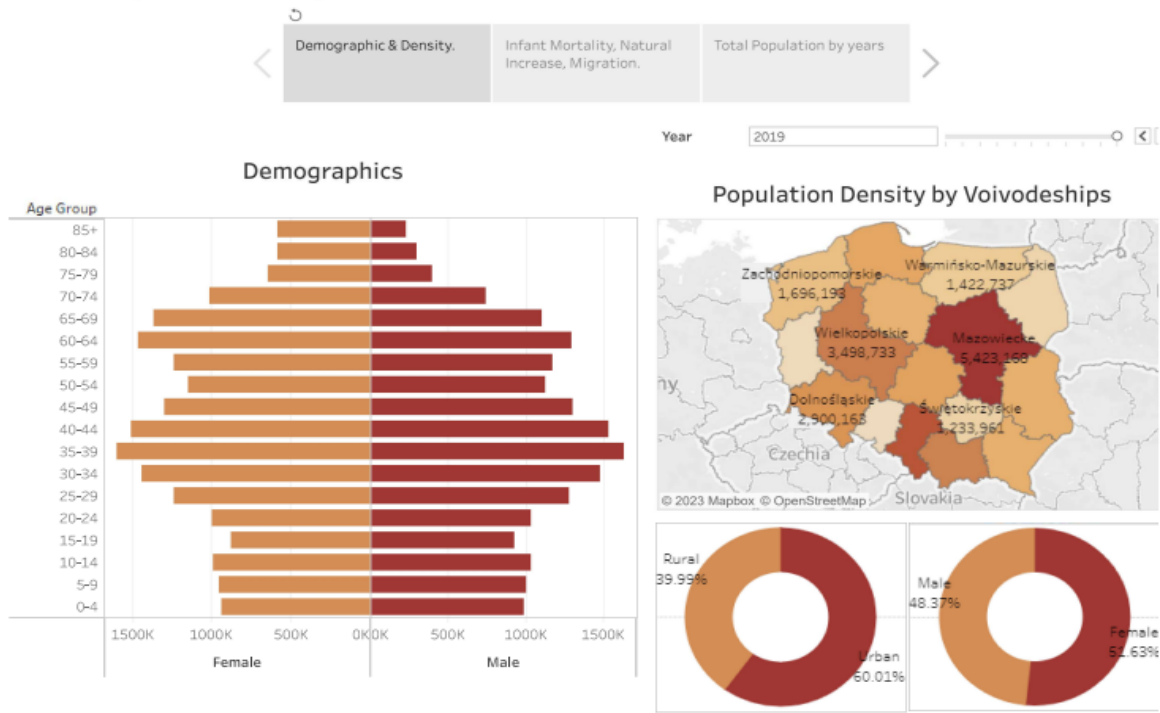 Demographic & Density.
Infant Mortality, Natural
Increase, Migration.
Total Population by years
Year
2019
Demographics
Age Group
85+
80-84
75-79
70-74
65-69
60-64
55-59
50-54
45-49
40-44
35-39
30-34
25-29
20-24
15-19
10-14
5-9
0-4
1500K 1000K 500K 0K 0K 500K 1000K 1500K
Female Male
Population Density by Voivodeships
Zachodniopomorskie
1,696,193
Warmińsko-Mazurskie
1,422,737
Wielkopolskie
3,498,733
Mazowieckie
5,423,168
Dolnośląskie
2,900,163
Świętokrzyskie
1,233,961
ny
Czechia
Slovakia
© 2023 Mapbox © OpenStreetMap
Rural
39.99%
Urban
60.01%
Male
48.37%
Female
51.63%